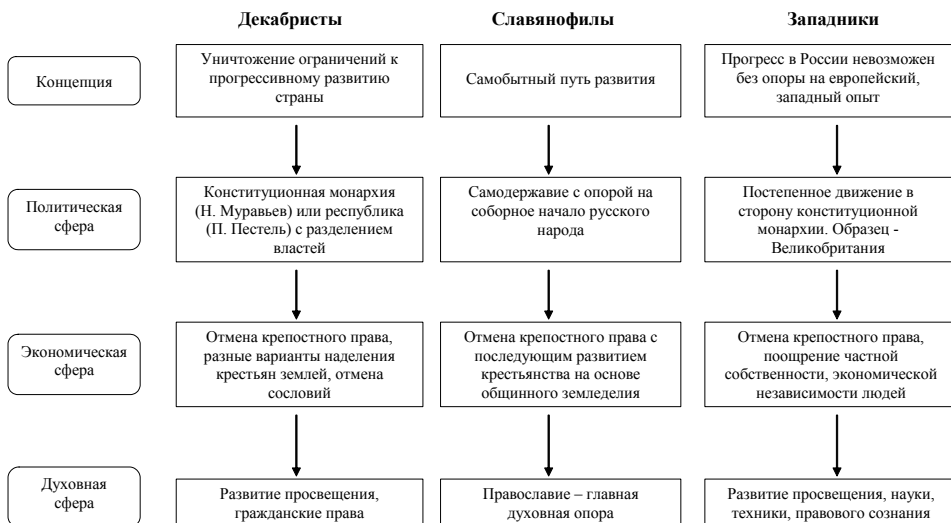 Декабристы
Славянофилы
Западники
Концепция
Уничтожение ограничений к
прогрессивному развитию
страны
Самобытный путь развития
Прогресс в России невозможен
без опоры на европейский,
западный опыт
Политическая
сфера
Конституционная монархия
(Н. Муравьев) или республика
(П. Пестель) с разделением
властей
Самодержавие с опорой на
соборное начало русского
народа
Постепенное движение в
сторону конституционной
монархии. Образец -
Великобритания
Экономическая
сфера
Отмена крепостного права,
разные варианты наделения
крестьян землей, отмена
сословий
Отмена крепостного права с
последующим развитием
крестьянства на основе
общинного земледелия
Отмена крепостного права,
поощрение частной
собственности, экономической
независимости людей
Духовная
сфера
Развитие просвещения,
гражданские права
Православие – главная
духовная опора
Развитие просвещения, науки,
техники, правового сознания